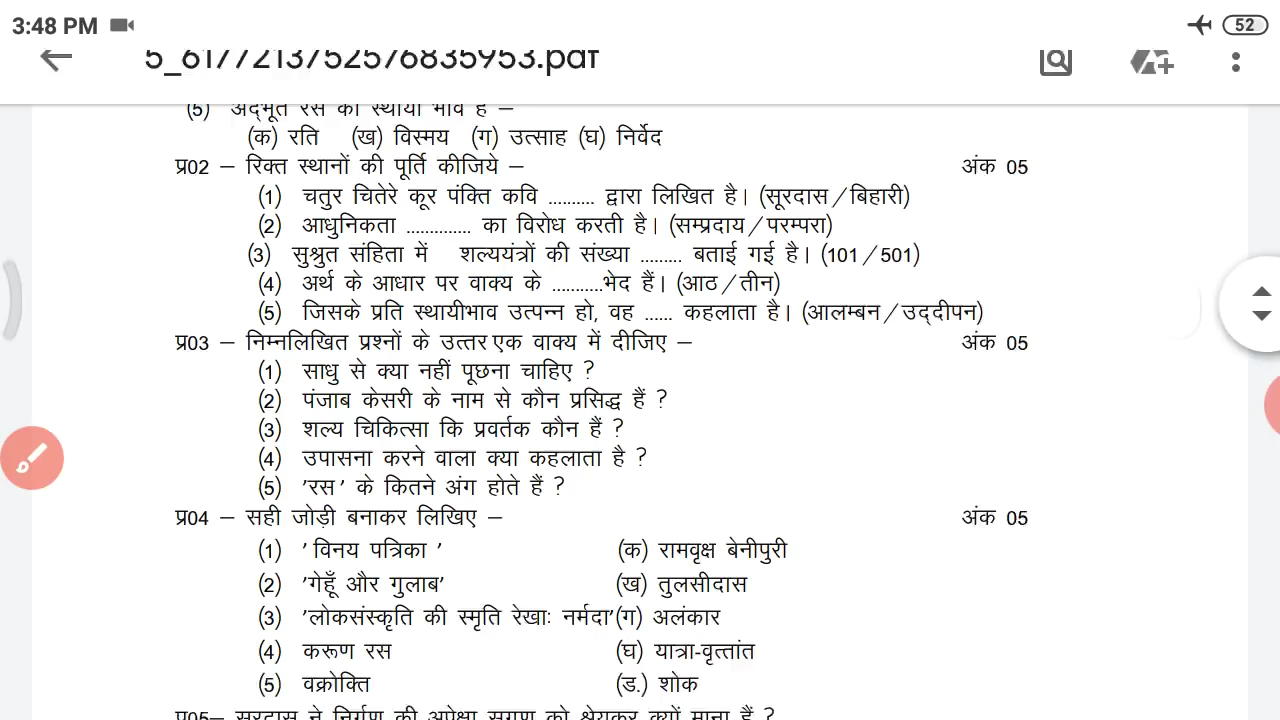 3:48 PM 52
5_6177213752576835953.pdf
(5) अद्भूत रस का स्थायी भाव है –
(क) रति (ख) विस्मय (ग) उत्साह (घ) निर्वेद
प्र02 – रिक्त स्थानों की पूर्ति कीजिये – अंक 05
(1) चतुर चितेरे कूर पंक्ति कवि .......... द्वारा लिखित है। (सूरदास/बिहारी)
(2) आधुनिकता .............. का विरोध करती है। (सम्प्रदाय/परम्परा)
(3) सुश्रुत संहिता में शल्ययंत्रों की संख्या ......... बताई गई है। (101/501)
(4) अर्थ के आधार पर वाक्य के ...........भेद हैं। (आठ/तीन)
(5) जिसके प्रति स्थायीभाव उत्पन्न हो, वह ...... कहलाता है। (आलम्बन/उद्दीपन)
प्र03 – निम्नलिखित प्रश्नों के उत्तर एक वाक्य में दीजिए – अंक 05
(1) साधु से क्या नहीं पूछना चाहिए ?
(2) पंजाब केसरी के नाम से कौन प्रसिद्ध हैं ?
(3) शल्य चिकित्सा कि प्रवर्तक कौन हैं ?
(4) उपासना करने वाला क्या कहलाता है ?
(5) 'रस' के कितने अंग होते हैं ?
प्र04 – सही जोड़ी बनाकर लिखिए – अंक 05
(1) 'विनय पत्रिका' (क) रामवृक्ष बेनीपुरी
(2) 'गेहूँ और गुलाब' (ख) तुलसीदास
(3) 'लोकसंस्कृति की स्मृति रेखाः नर्मदा' (ग) अलंकार
(4) करूण रस (घ) यात्रा-वृत्तांत
(5) वक्रोक्ति (ड.) शोक
प्र05– सूरदास ने निर्गुण की अपेक्षा सगुण को श्रेयकर क्यों माना हैं ?